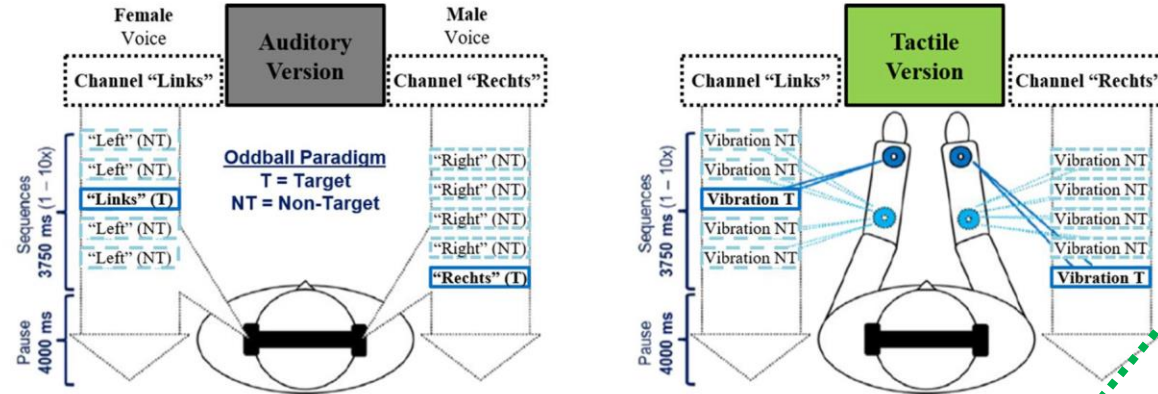 Female
Voice
Channel “Links”
Auditory
Version
Male
Voice
Channel “Rechts”
Sequences
3750 ms (1 – 10x)
“Left” (NT)
“Left” (NT)
“Links” (T)
“Left” (NT)
“Left” (NT)
Oddball Paradigm
T = Target
NT = Non-Target
“Right” (NT)
“Right” (NT)
“Right” (NT)
“Right” (NT)
“Rechts” (T)
Pause
4000 ms
Channel “Links”
Tactile
Version
Channel “Rechts”
Sequences
3750 ms (1 – 10x)
Vibration NT
Vibration NT
Vibration T
Vibration NT
Vibration NT
Vibration NT
Vibration NT
Vibration NT
Vibration NT
Vibration T
Pause
4000 ms